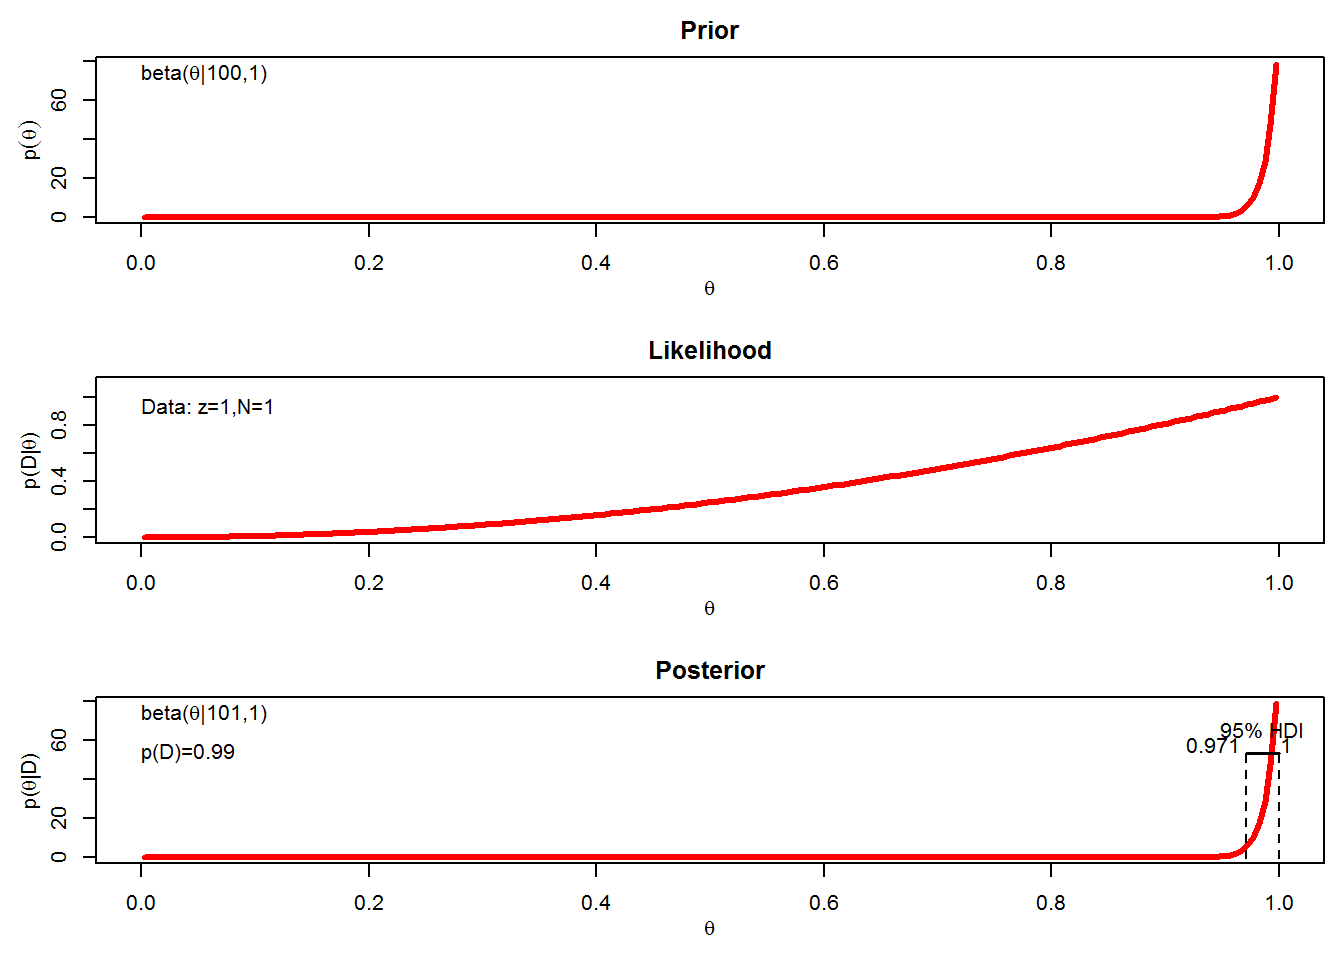 Prior
beta(θ|100,1)
p(θ)
0
20
60
0.0 0.2 0.4 0.6 0.8 1.0
θ
Likelihood
Data: z=1,N=1
p(D|θ)
0.0
0.4
0.8
0.0 0.2 0.4 0.6 0.8 1.0
θ
Posterior
beta(θ|101,1)
p(D)=0.99
95% HDI
0.971 1
p(θ|D)
0
20
60
0.0 0.2 0.4 0.6 0.8 1.0
θ